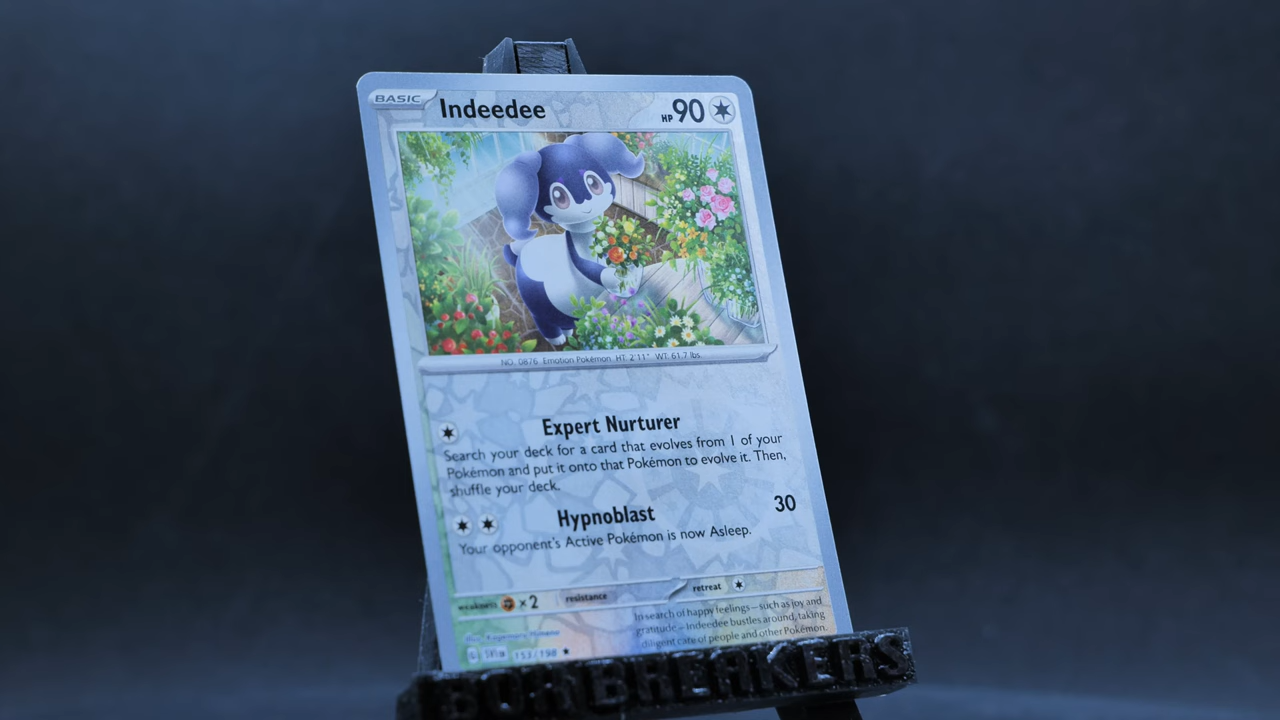 BASIC Indeedee HP 90
NO. 0876 Emotion Pokémon HT. 2'11" WT. 61.7 lbs.
Expert Nurturer
Search your deck for a card that evolves from 1 of your
Pokémon and put it onto that Pokémon to evolve it. Then,
shuffle your deck.
Hypnoblast 30
Your opponent's Active Pokémon is now Asleep.
weakness ×2 resistance retreat
In search of happy feelings—such as joy and
gratitude—Indeedee bustles around, taking
diligent care of people and other Pokémon.
153/198 ★
BOXBREAKERS